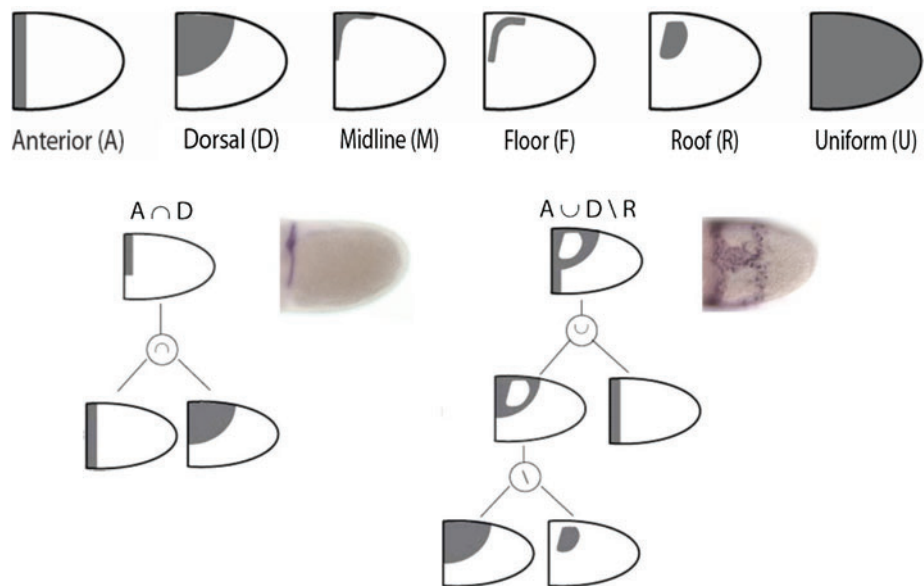 Anterior (A) Dorsal (D) Midline (M) Floor (F) Roof (R) Uniform (U)
A ∩ D
A ∪ D \ R
∩
∪
\